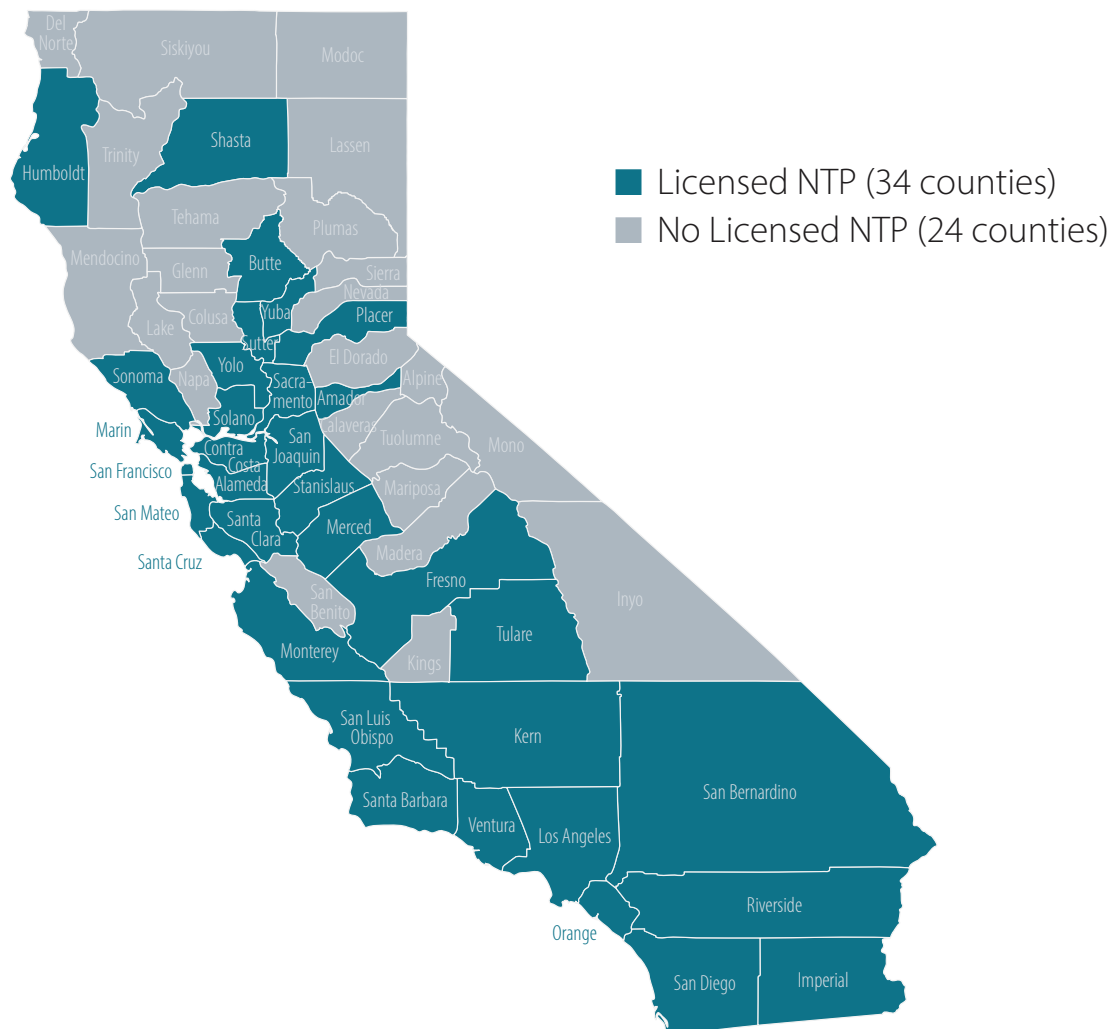 Del
Norte
Siskiyou
Modoc
Humboldt
Trinity
Shasta
Lassen
Licensed NTP (34 counties)
No Licensed NTP (24 counties)
Tehama
Plumas
Mendocino
Glenn
Butte
Sierra
Nevada
Lake
Colusa
Yuba
Placer
Sutter
El Dorado
Sonoma
Napa
Yolo
Sacra-
mento
Amador
Alpine
Marin
Solano
Calaveras
Tuolumne
Mono
San Francisco
Contra
Costa
Alameda
San
Joaquin
Stanislaus
Mariposa
San Mateo
Santa
Clara
Merced
Madera
Santa Cruz
San
Benito
Fresno
Inyo
Monterey
Kings
Tulare
San Luis
Obispo
Kern
Santa Barbara
Ventura
Los Angeles
San Bernardino
Orange
Riverside
San Diego
Imperial